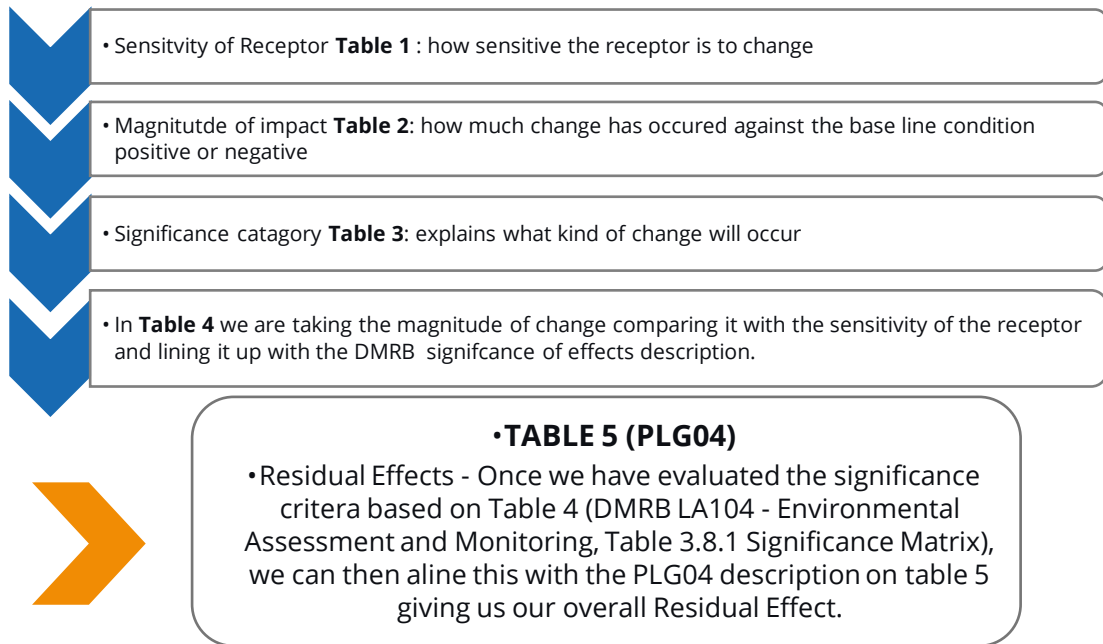 • Sensitvity of Receptor Table 1 : how sensitive the receptor is to change
• Magnitutde of impact Table 2: how much change has occured against the base line condition
positive or negative
• Significance catagory Table 3: explains what kind of change will occur
• In Table 4 we are taking the magnitude of change comparing it with the sensitivity of the receptor
and lining it up with the DMRB signifcance of effects description.
•TABLE 5 (PLG04)
•Residual Effects - Once we have evaluated the significance
critera based on Table 4 (DMRB LA104 - Environmental
Assessment and Monitoring, Table 3.8.1 Significance Matrix),
we can then aline this with the PLG04 description on table 5
giving us our overall Residual Effect.